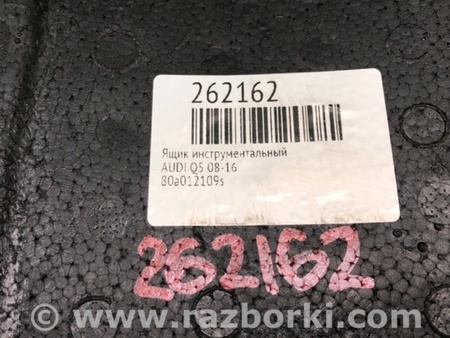 262162
Ящик инструментальный
AUDI Q5 08-16
80a012109s
262162
© www.razborki.com